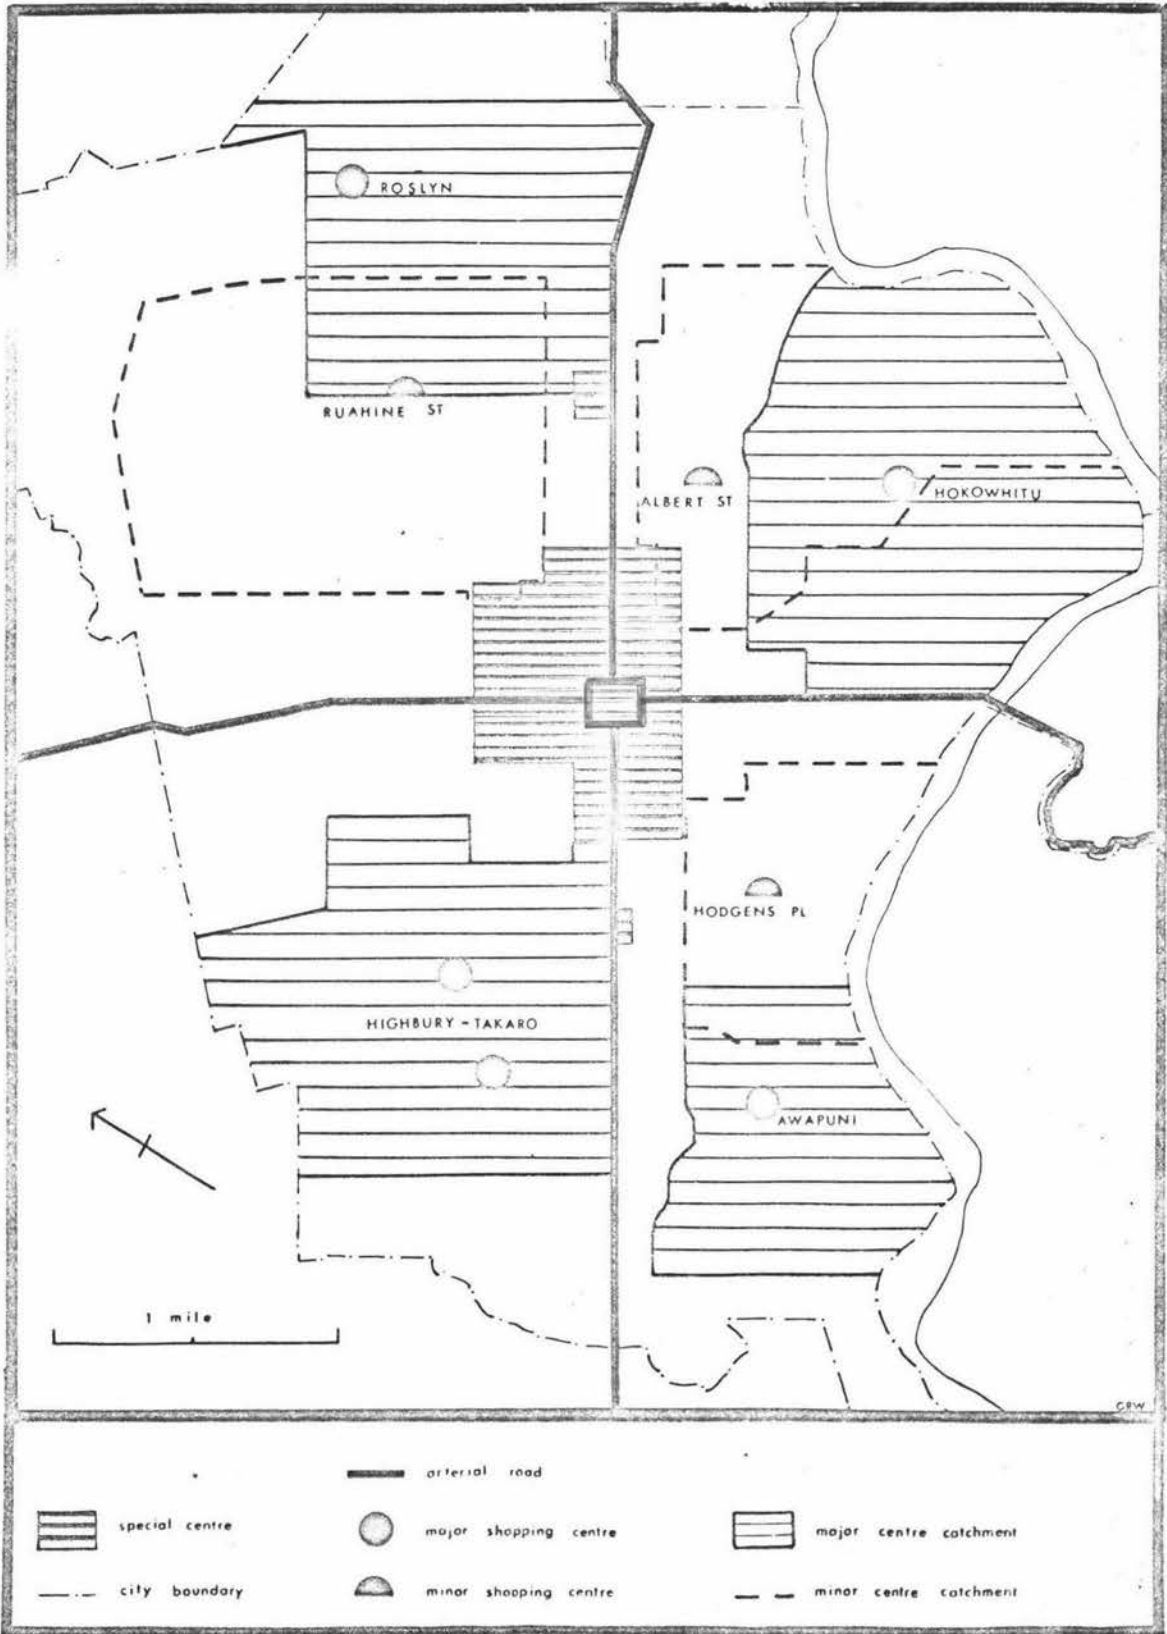 ROSLYN
RUAHINE ST
ALBERT ST
HOKOWHITU
HODGENS PL
HIGHBURY - TAKARO
AWAPUNI
1 mile
GRW
arterial road
special centre
major shopping centre
major centre catchment
city boundary
minor shopping centre
minor centre catchment